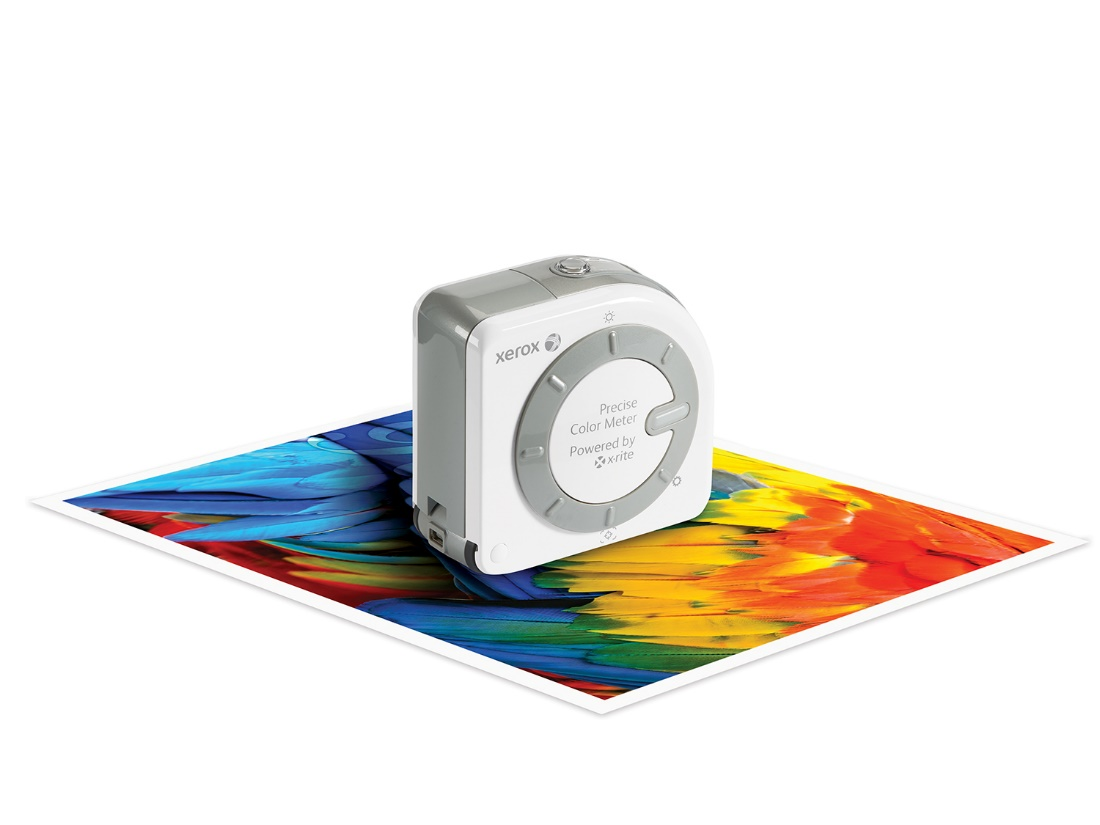 xerox
Precise
Color Meter
Powered by
x·rite